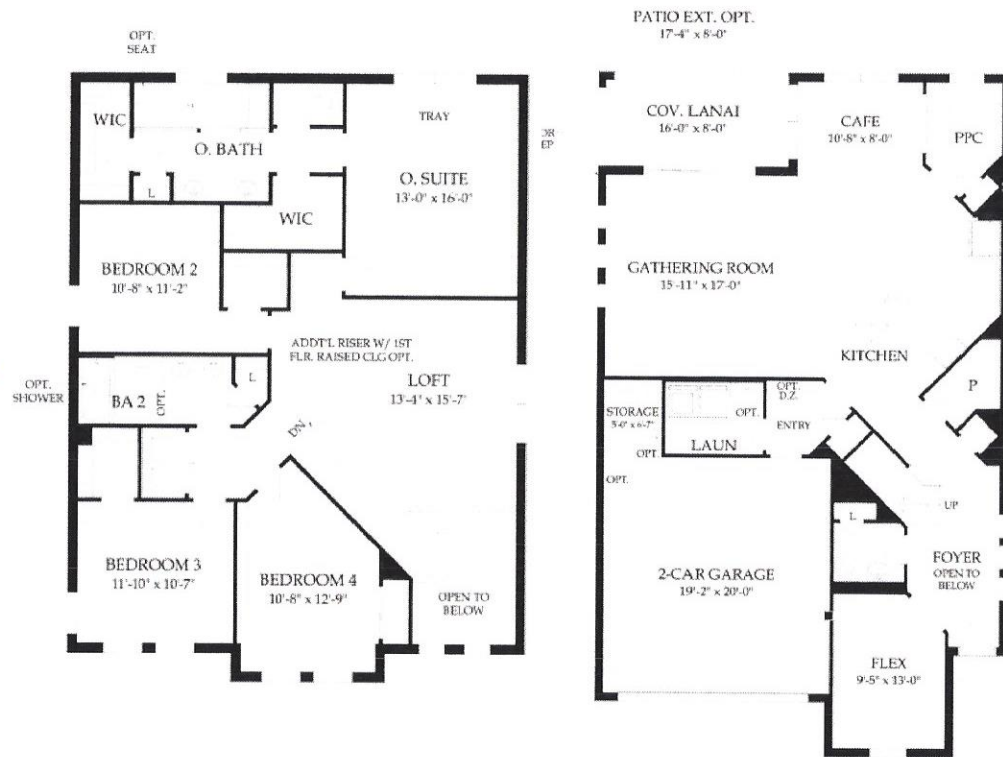 OPT.
SEAT
WIC
O. BATH
TRAY
O. SUITE
13'-0" x 16'-0"
L
WIC
BEDROOM 2
10'-8" x 11'-2"
ADDT'L RISER W/ 1ST
FLR. RAISED CLG OPT.
LOFT
13'-4" x 15'-7"
OPT.
SHOWER
BA 2
OPT.
L
DN.
BEDROOM 3
11'-10" x 10'-7"
BEDROOM 4
10'-8" x 12'-9"
OPEN TO
BELOW
PATIO EXT. OPT.
17'-4" x 8'-0"
COV. LANAI
16'-0" x 8'-0"
CAFE
10'-8" x 8'-0"
PPC
GATHERING ROOM
15'-11" x 17'-0"
KITCHEN
P
OPT.
D.Z.
STORAGE
5'-0" x 6'-7"
OPT.
LAUN
ENTRY
OPT.
OPT.
UP
L
FOYER
OPEN TO
BELOW
2-CAR GARAGE
19'-2" x 20'-0"
FLEX
9'-5" x 13'-0"